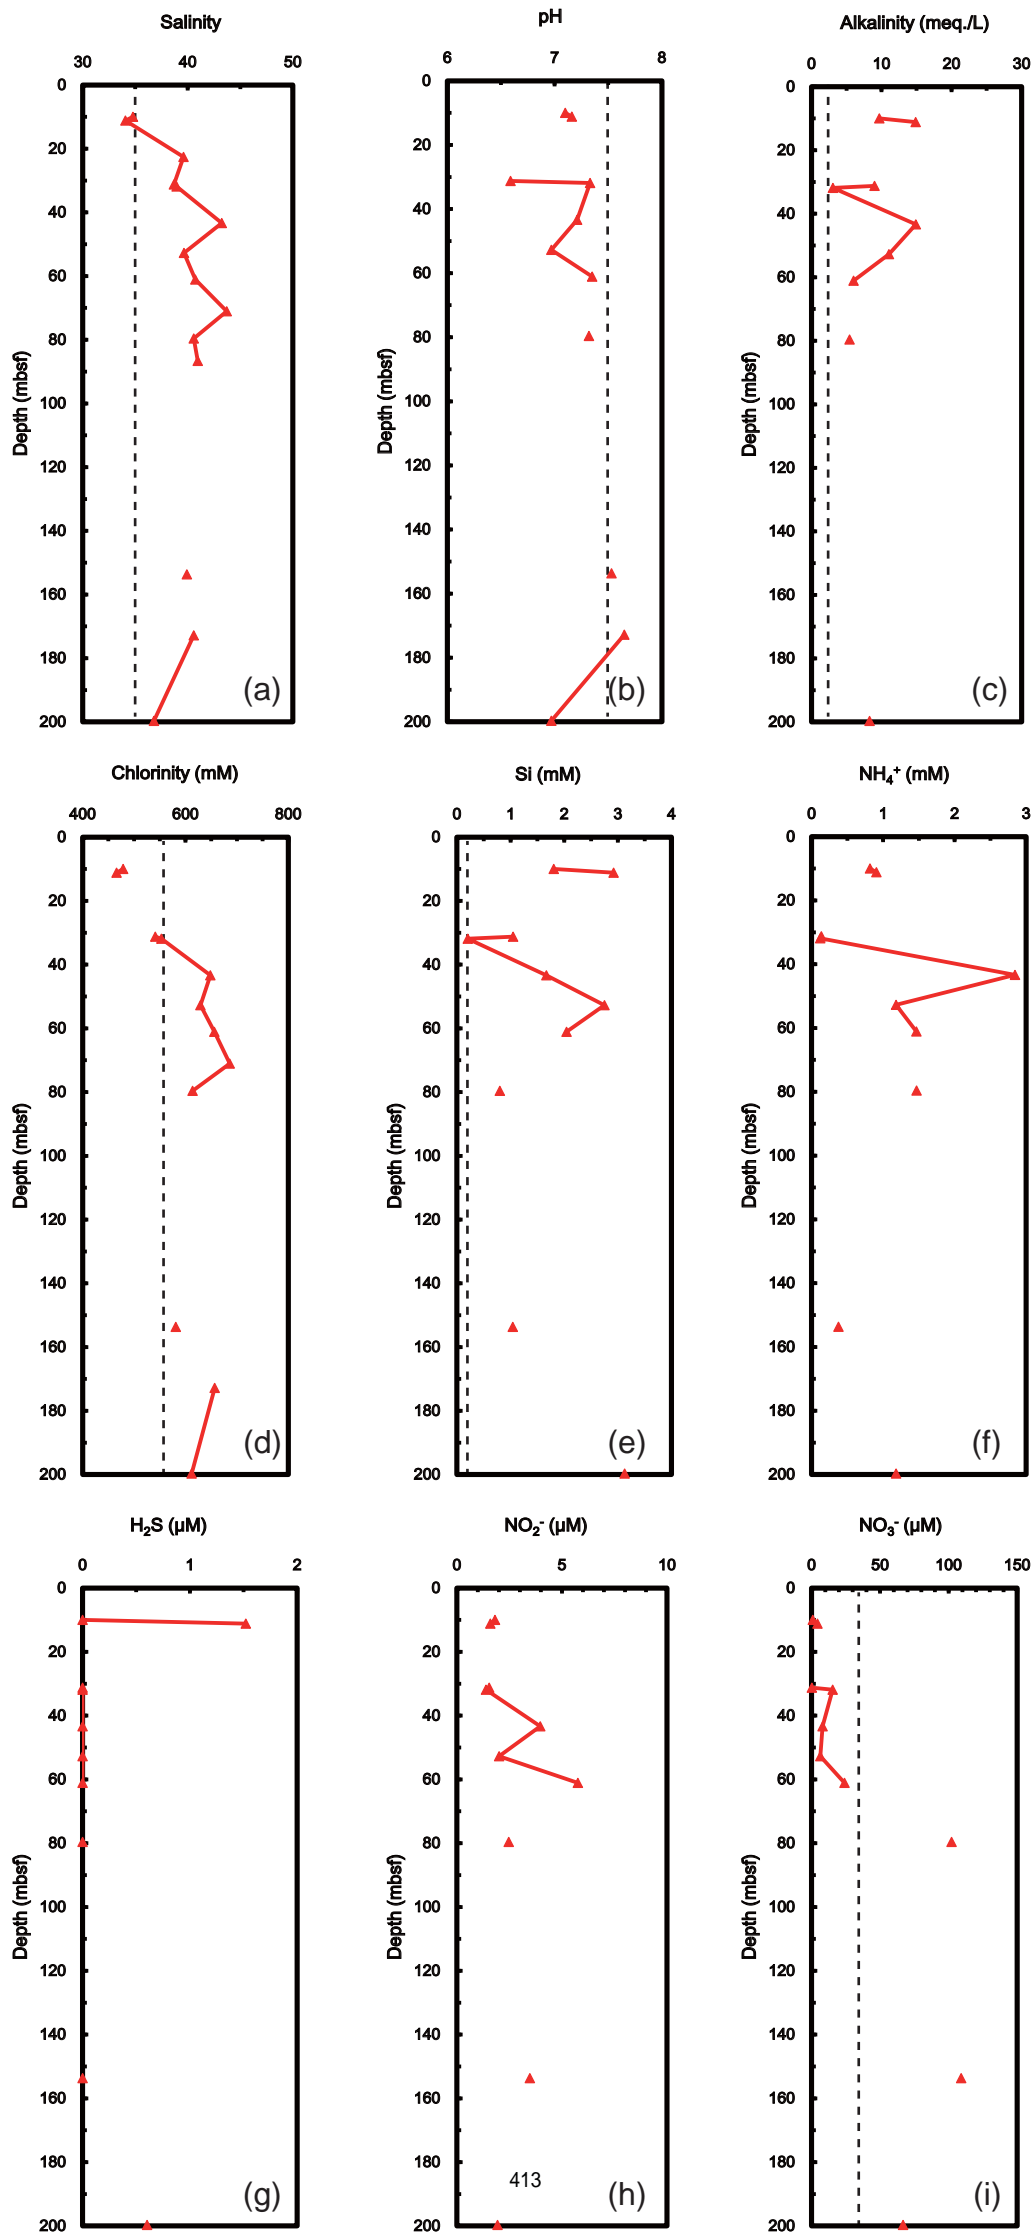 Salinity
30 40 50
0
20
40
60
80
100
120
140
160
180
200
Depth (mbsf)
(a)
pH
6 7 8
0
20
40
60
80
100
120
140
160
180
200
Depth (mbsf)
(b)
Alkalinity (meq./L)
0 10 20 30
0
20
40
60
80
100
120
140
160
180
200
Depth (mbsf)
(c)
Chlorinity (mM)
400 600 800
0
20
40
60
80
100
120
140
160
180
200
Depth (mbsf)
(d)
Si (mM)
0 1 2 3 4
0
20
40
60
80
100
120
140
160
180
200
Depth (mbsf)
(e)
NH₄⁺ (mM)
0 1 2 3
0
20
40
60
80
100
120
140
160
180
200
Depth (mbsf)
(f)
H₂S (µM)
0 1 2
0
20
40
60
80
100
120
140
160
180
200
Depth (mbsf)
(g)
NO₂⁻ (µM)
0 5 10
0
20
40
60
80
100
120
140
160
180
200
Depth (mbsf)
413
(h)
NO₃⁻ (µM)
0 50 100 150
0
20
40
60
80
100
120
140
160
180
200
Depth (mbsf)
(i)